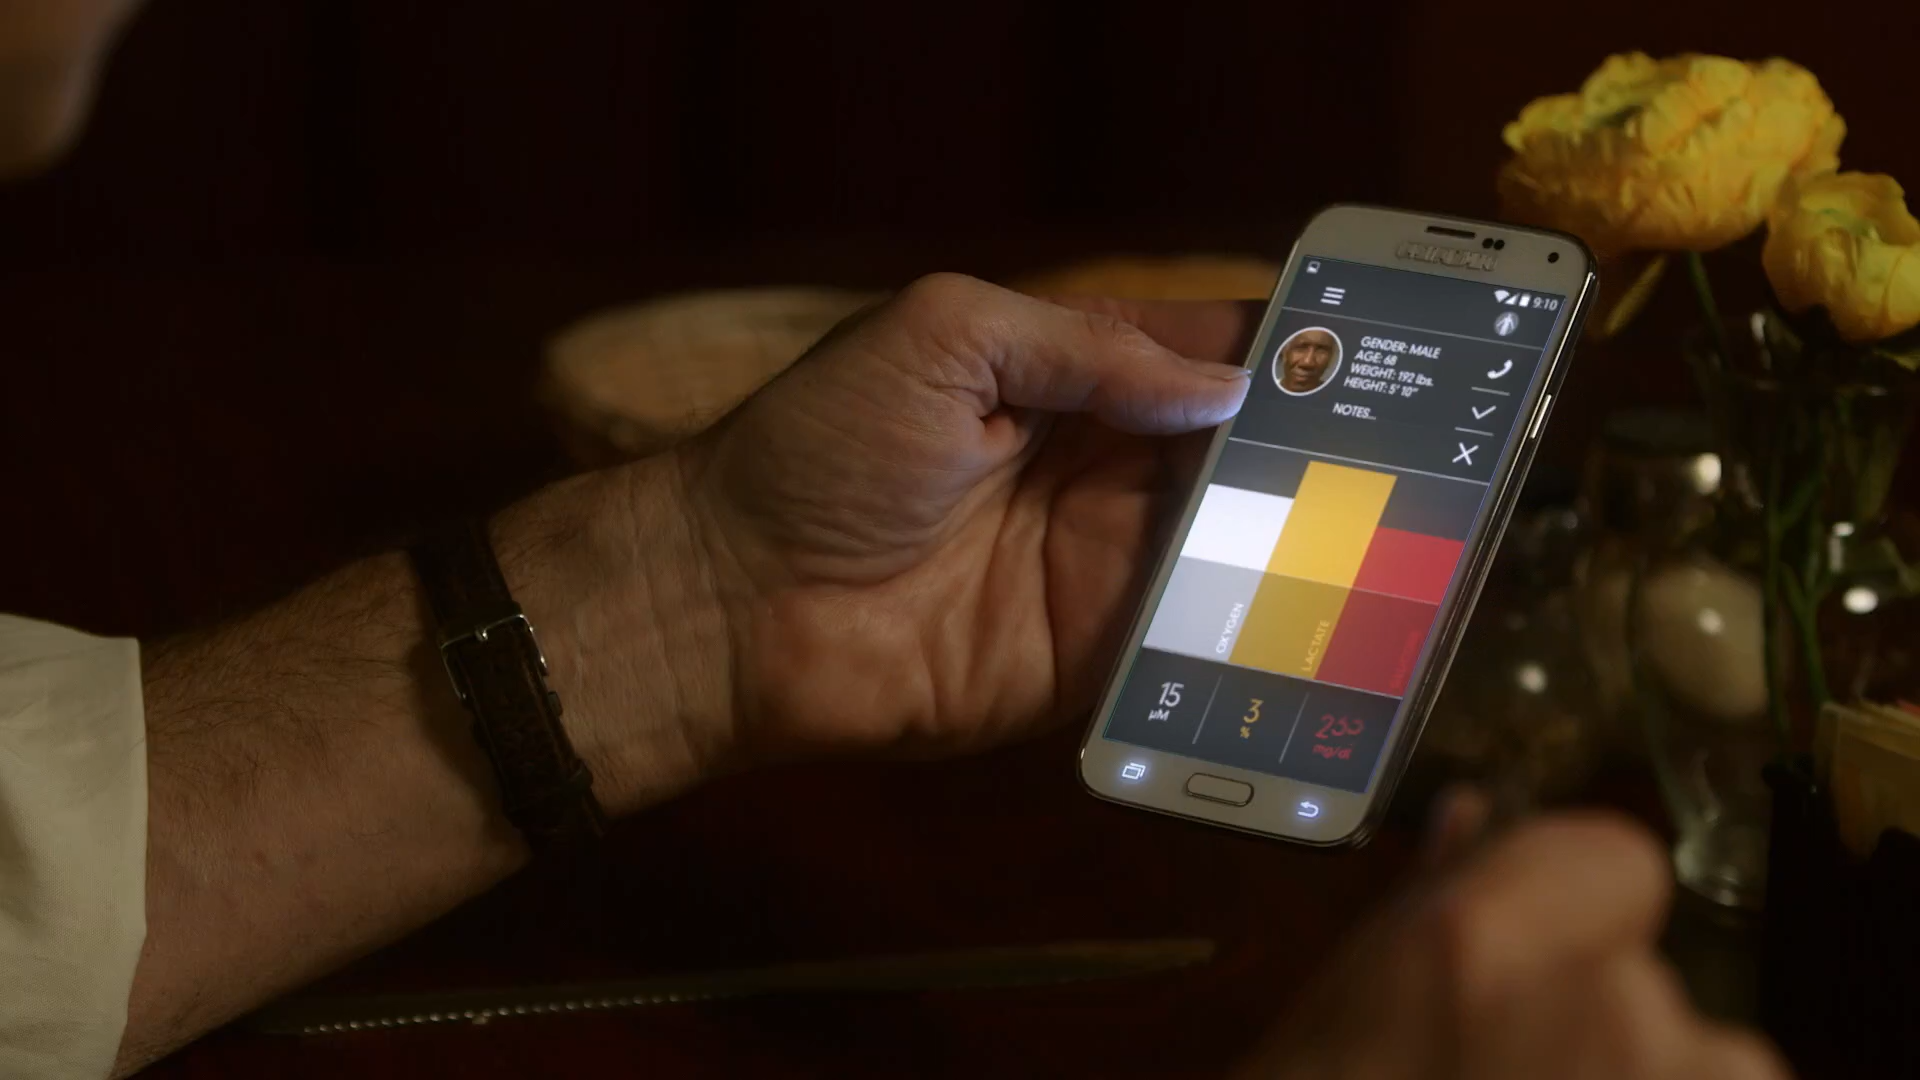 9:10
GENDER: MALE
AGE: 68
WEIGHT: 192 lbs.
HEIGHT: 5' 10"
NOTES...
OXYGEN
LACTATE
15
µM
3
%
mg/dl